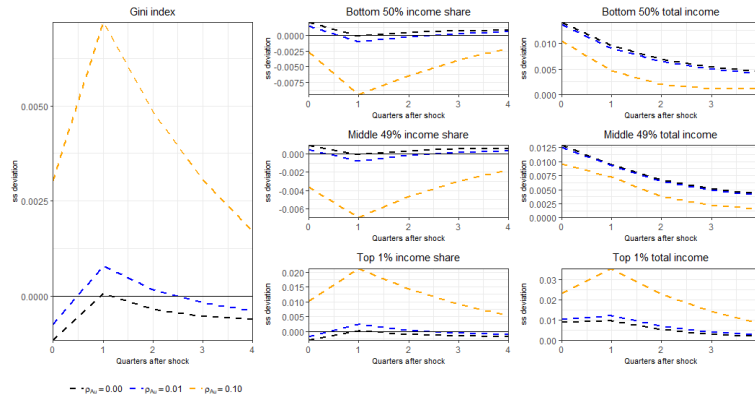 Gini index
ss deviation
0.0050
0.0025
0.0000
0 1 2 3 4
Quarters after shock
Bottom 50% income share
ss deviation
0.0000
-0.0025
-0.0050
-0.0075
0 1 2 3 4
Quarters after shock
Bottom 50% total income
ss deviation
0.010
0.005
0.000
0 1 2 3
Quarters after shock
Middle 49% income share
ss deviation
0.000
-0.002
-0.004
-0.006
0 1 2 3 4
Quarters after shock
Middle 49% total income
ss deviation
0.0125
0.0100
0.0075
0.0050
0.0025
0.0000
0 1 2 3
Quarters after shock
Top 1% income share
ss deviation
0.020
0.015
0.010
0.005
0.000
0 1 2 3 4
Quarters after shock
Top 1% total income
ss deviation
0.03
0.02
0.01
0.00
0 1 2 3
Quarters after shock
= 0.00 = 0.01 = 0.10